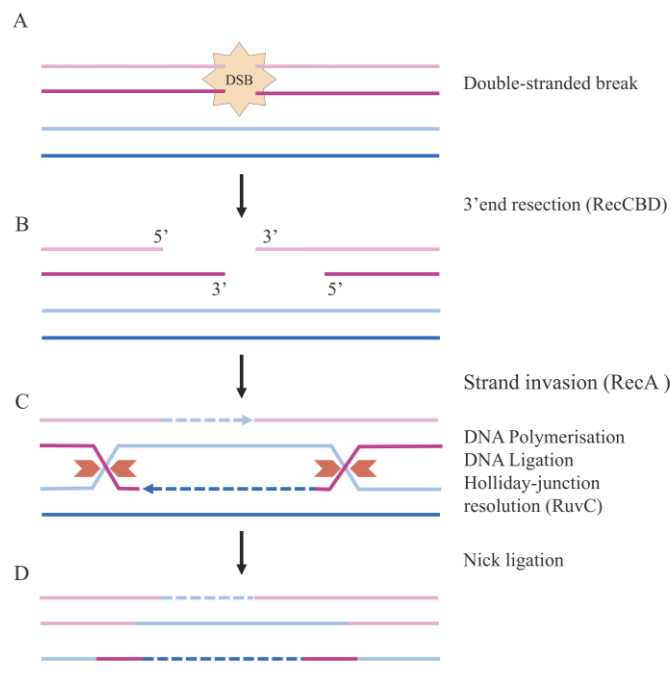 A
DSB
Double-stranded break
3’end resection (RecCBD)
B
5’ 3’
3’ 5’
Strand invasion (RecA )
C
DNA Polymerisation
DNA Ligation
Holliday-junction
resolution (RuvC)
Nick ligation
D